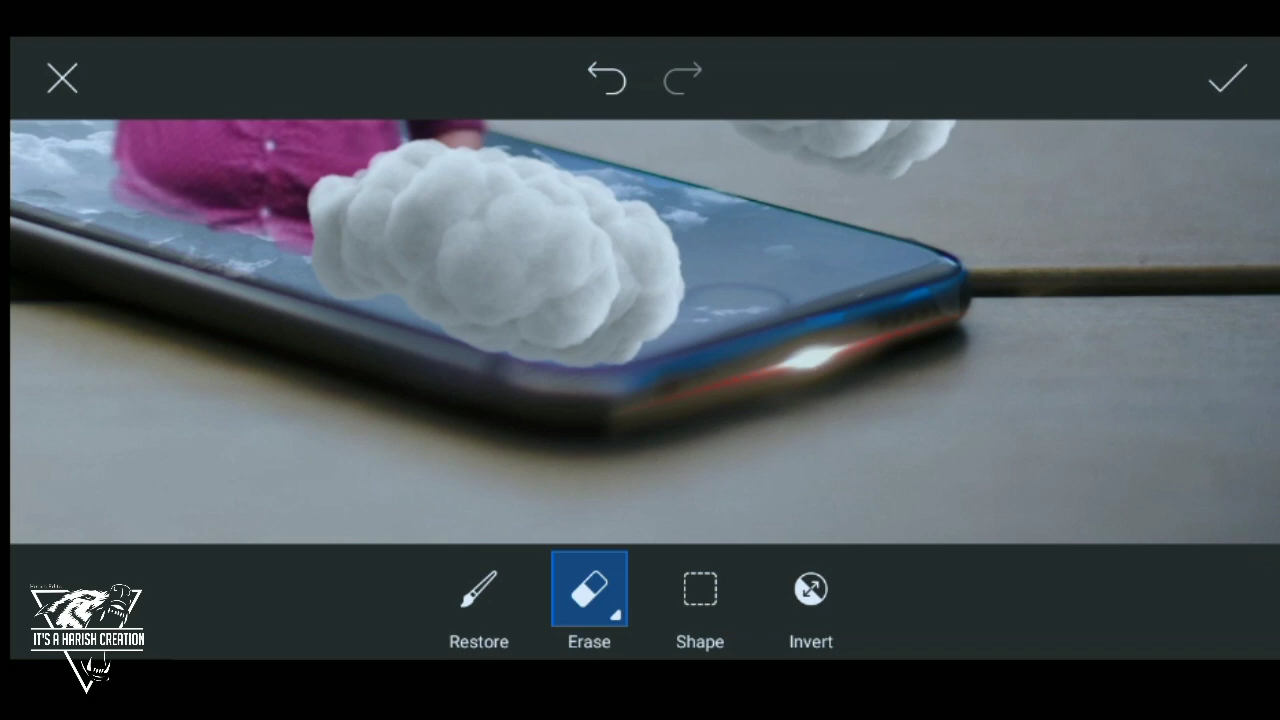 Restore
Erase
Shape
Invert
IT'S A HARISH CREATION